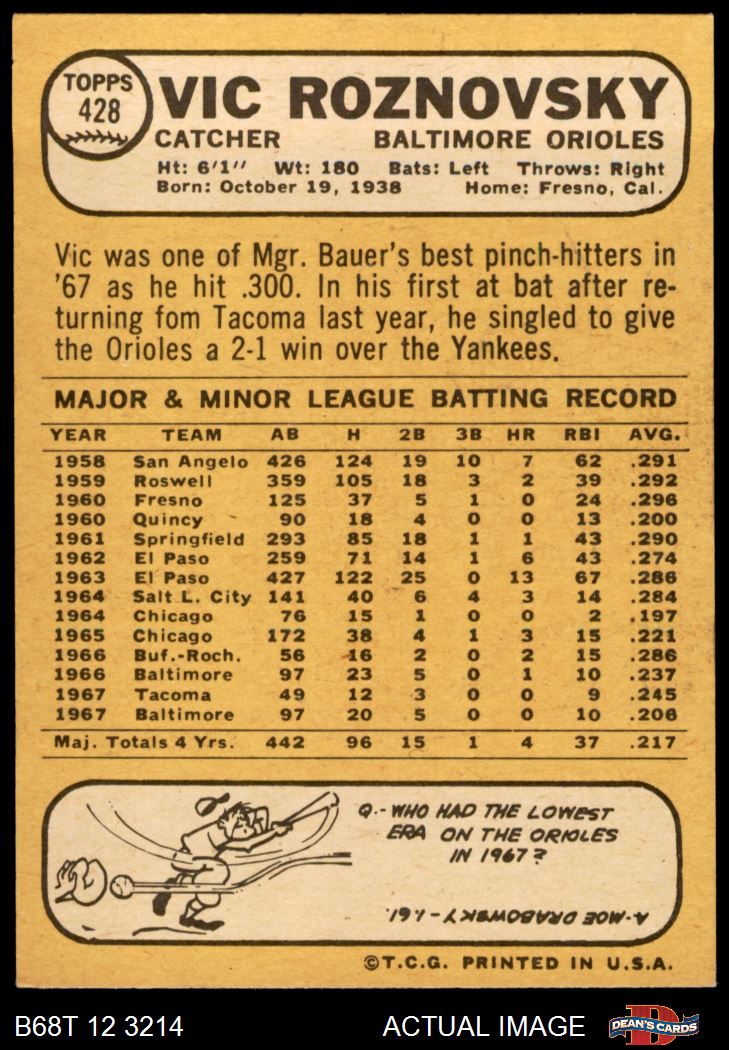 TOPPS
428
VIC ROZNOVSKY
CATCHER BALTIMORE ORIOLES
Ht: 6'1" Wt: 180 Bats: Left Throws: Right
Born: October 19, 1938 Home: Fresno, Cal.
Vic was one of Mgr. Bauer's best pinch-hitters in
'67 as he hit .300. In his first at bat after re-
turning fom Tacoma last year, he singled to give
the Orioles a 2-1 win over the Yankees.
MAJOR & MINOR LEAGUE BATTING RECORD
YEAR TEAM AB H 2B 3B HR RBI AVG.
1958 San Angelo 426 124 19 10 7 62 .291
1959 Roswell 359 105 18 3 2 39 .292
1960 Fresno 125 37 5 1 0 24 .296
1960 Quincy 90 18 4 0 0 13 .200
1961 Springfield 293 85 18 1 1 43 .290
1962 El Paso 259 71 14 1 6 43 .274
1963 El Paso 427 122 25 0 13 67 .286
1964 Salt L. City 141 40 6 4 3 14 .284
1964 Chicago 76 15 1 0 0 2 .197
1965 Chicago 172 38 4 1 3 15 .221
1966 Buf.-Roch. 56 16 2 0 2 15 .286
1966 Baltimore 97 23 5 0 1 10 .237
1967 Tacoma 49 12 3 0 0 9 .245
1967 Baltimore 97 20 5 0 0 10 .206
Maj. Totals 4 Yrs. 442 96 15 1 4 37 .217
Q.- WHO HAD THE LOWEST
ERA ON THE ORIOLES
IN 1967?
A-MOE DRABOWSKY - 1.61.
©T.C.G. PRINTED IN U.S.A.
B68T 12 3214 ACTUAL IMAGE D DEAN'S CARDS